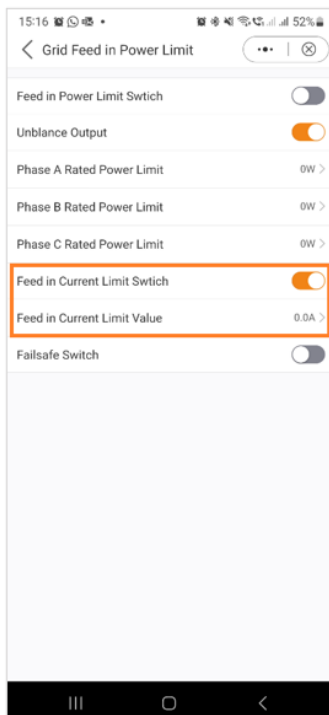 15:16 52%
Grid Feed in Power Limit
Feed in Power Limit Swtich
Unblance Output
Phase A Rated Power Limit 0W
Phase B Rated Power Limit 0W
Phase C Rated Power Limit 0W
Feed in Current Limit Swtich
Feed in Current Limit Value 0.0A
Failsafe Switch